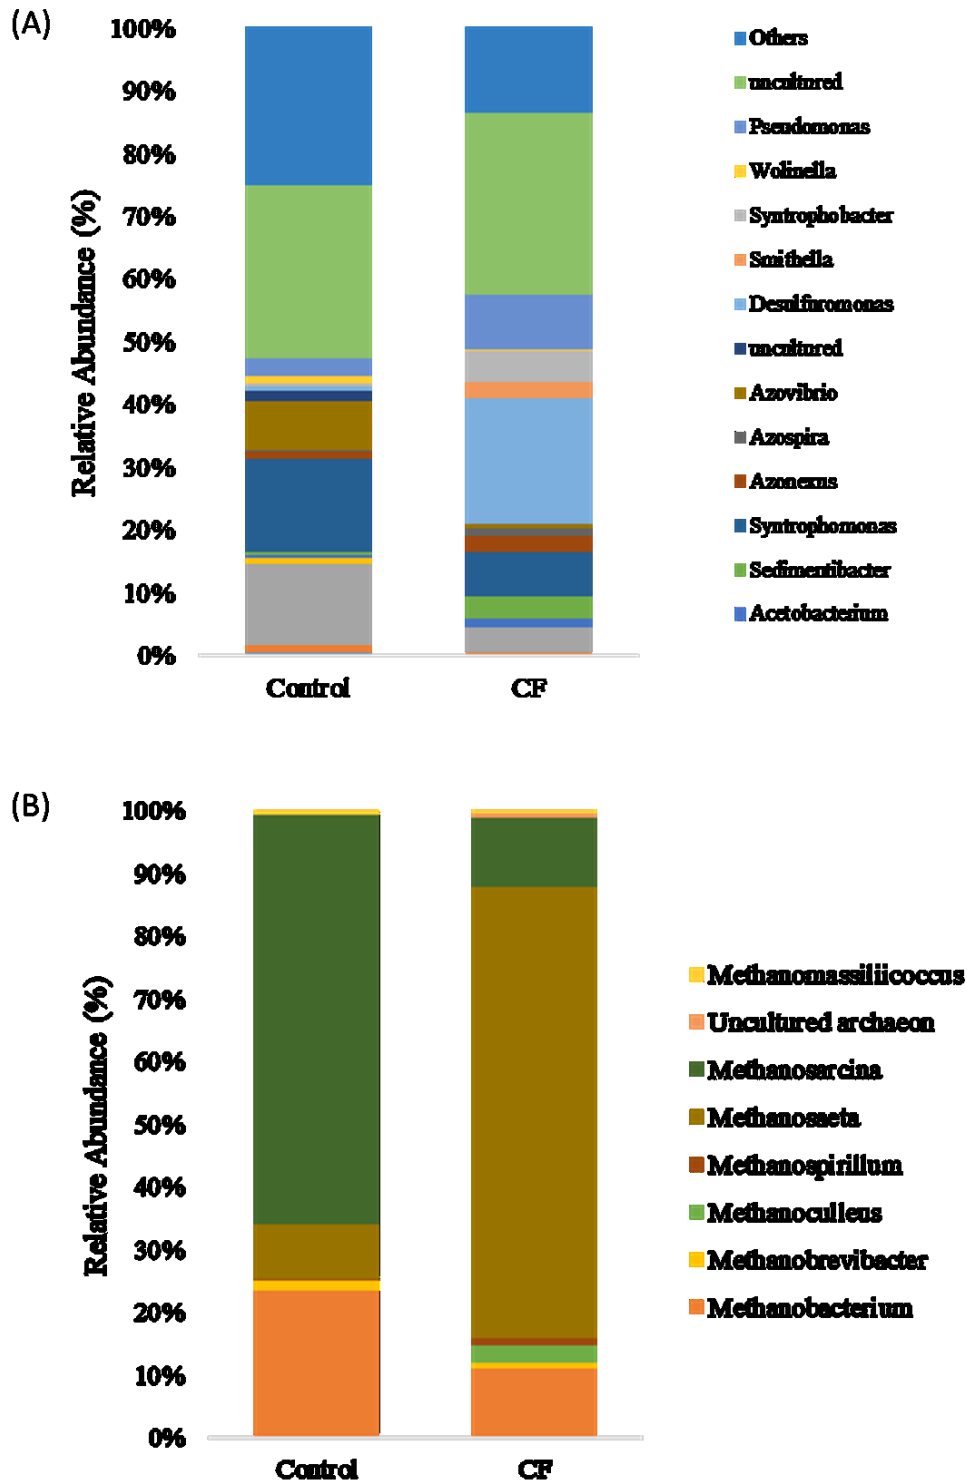 (A)
100%
90%
80%
70%
60%
50%
40%
30%
20%
10%
0%
Relative Abundance (%)
Control
CF
Others
uncultured
Pseudomonas
Wolinella
Syntrophobacter
Smithella
Desulfuromonas
uncultured
Azovibrio
Azospira
Azonexus
Syntrophomonas
Sedimentibacter
Acetobacterium
(B)
100%
90%
80%
70%
60%
50%
40%
30%
20%
10%
0%
Relative Abundance (%)
Control
CF
Methanomassiliicoccus
Uncultured archaeon
Methanosarcina
Methanosaeta
Methanospirillum
Methanoculleus
Methanobrevibacter
Methanobacterium